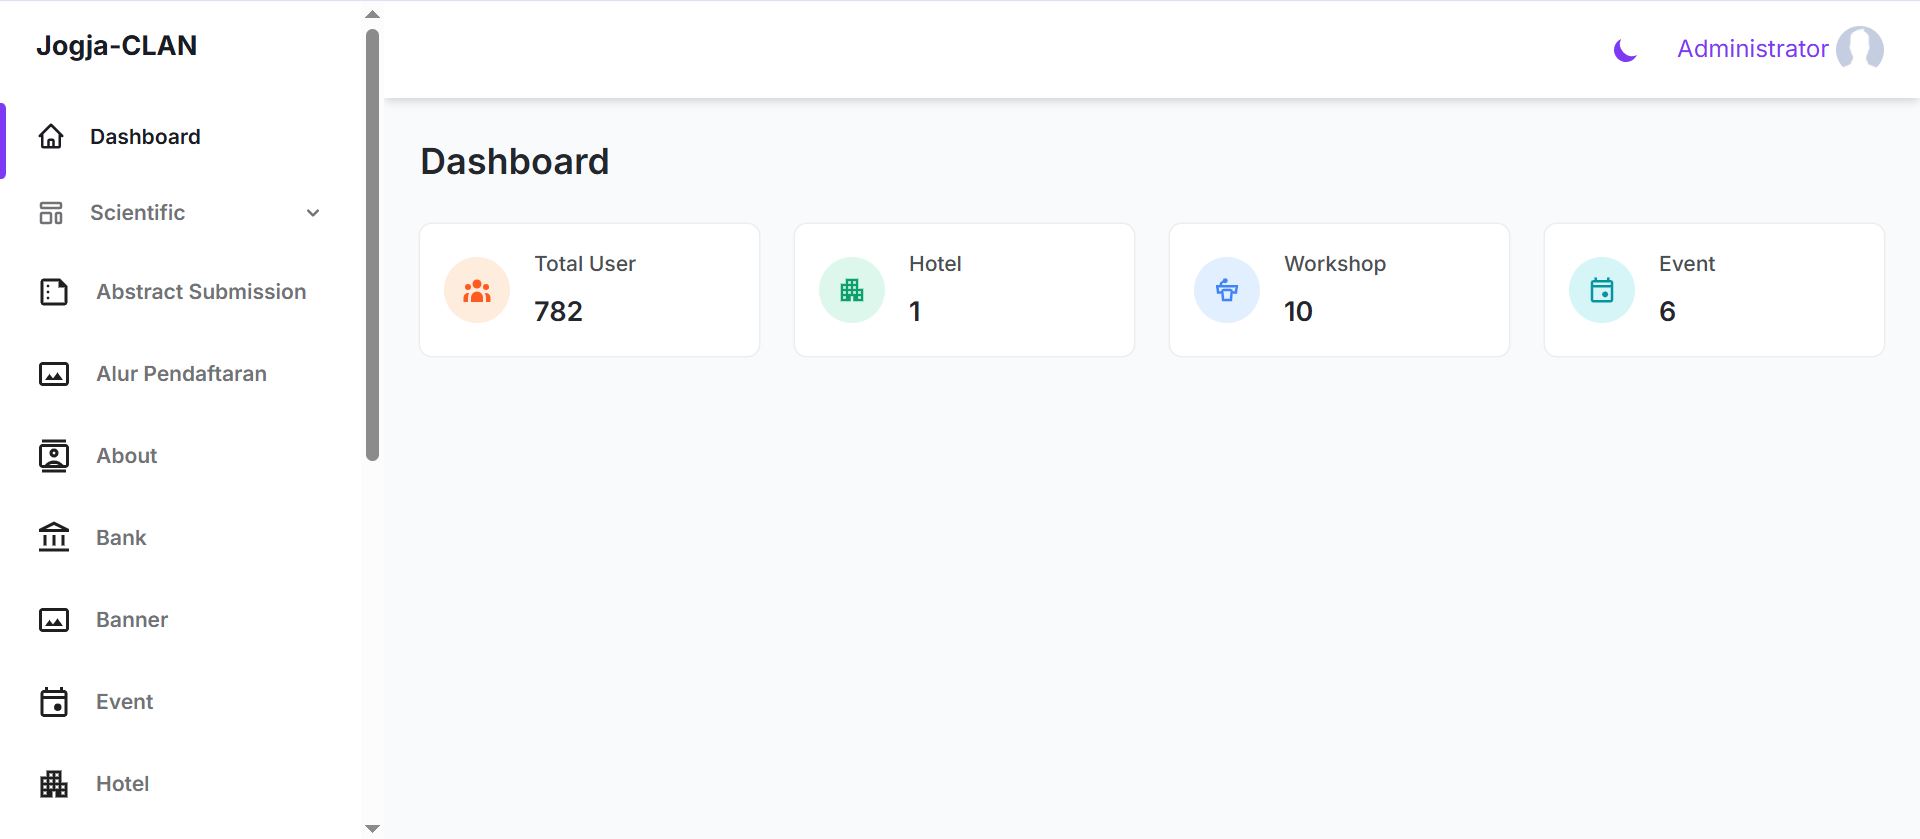 Jogja-CLAN
Dashboard
Scientific
Abstract Submission
Alur Pendaftaran
About
Bank
Banner
Event
Hotel
Administrator
Dashboard
Total User
782
Hotel
1
Workshop
10
Event
6